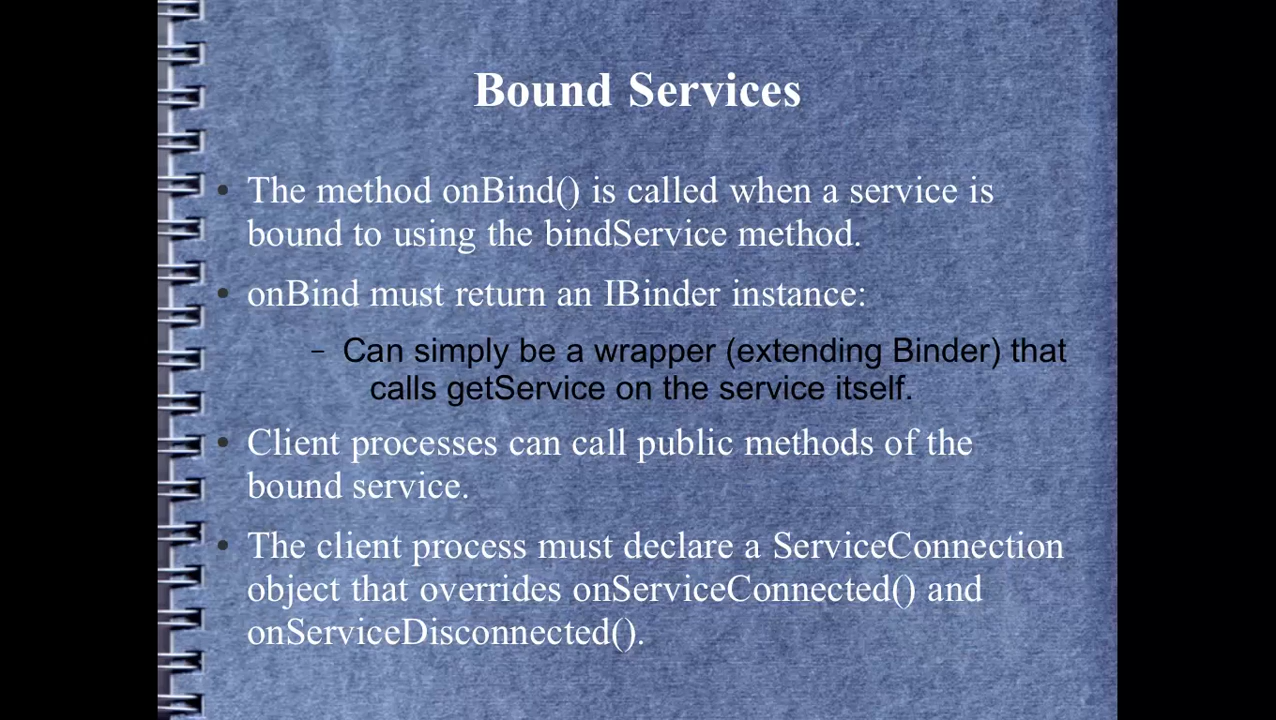 Bound Services
• The method onBind() is called when a service is
bound to using the bindService method.
• onBind must return an IBinder instance:
– Can simply be a wrapper (extending Binder) that
calls getService on the service itself.
• Client processes can call public methods of the
bound service.
• The client process must declare a ServiceConnection
object that overrides onServiceConnected() and
onServiceDisconnected().